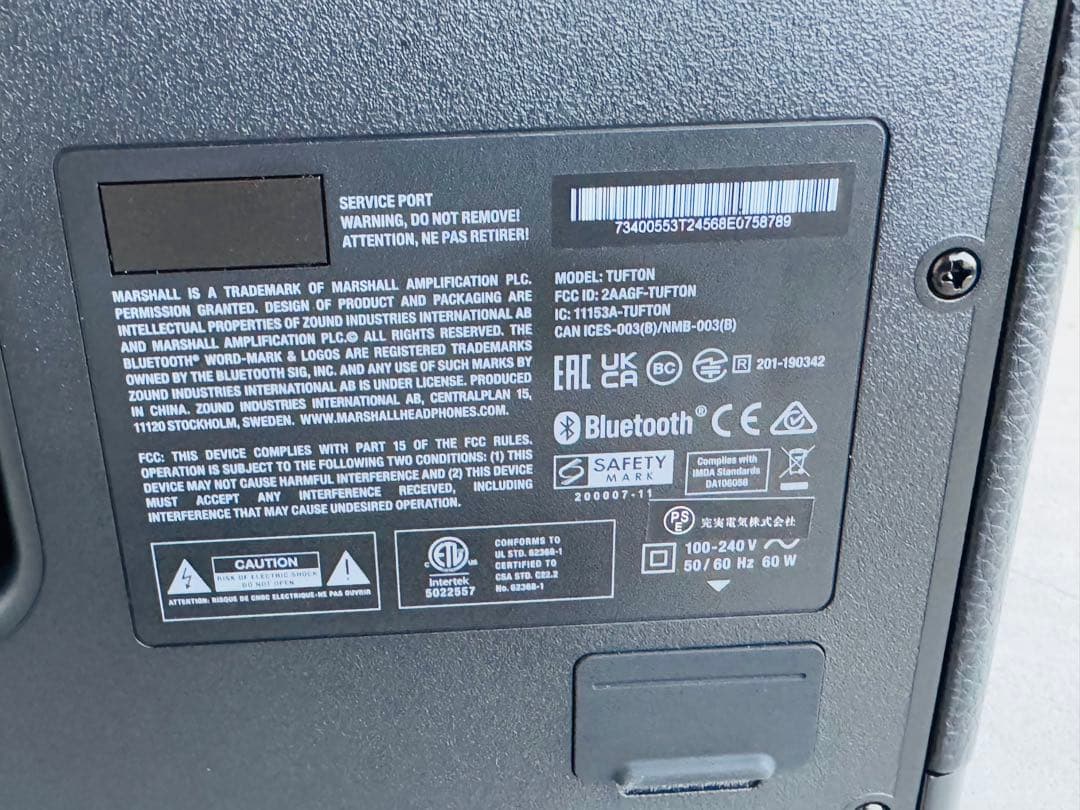 SERVICE PORT
WARNING, DO NOT REMOVE!
ATTENTION, NE PAS RETIRER!
73400553T24568E0758789
MARSHALL IS A TRADEMARK OF MARSHALL AMPLIFICATION PLC.
PERMISSION GRANTED. DESIGN OF PRODUCT AND PACKAGING ARE
INTELLECTUAL PROPERTIES OF ZOUND INDUSTRIES INTERNATIONAL AB
AND MARSHALL AMPLIFICATION PLC.© ALL RIGHTS RESERVED. THE
BLUETOOTH® WORD-MARK & LOGOS ARE REGISTERED TRADEMARKS
OWNED BY THE BLUETOOTH SIG, INC. AND ANY USE OF SUCH MARKS BY
ZOUND INDUSTRIES INTERNATIONAL AB IS UNDER LICENSE. PRODUCED
IN CHINA. ZOUND INDUSTRIES INTERNATIONAL AB, CENTRALPLAN 15,
11120 STOCKHOLM, SWEDEN. WWW.MARSHALLHEADPHONES.COM.
FCC: THIS DEVICE COMPLIES WITH PART 15 OF THE FCC RULES.
OPERATION IS SUBJECT TO THE FOLLOWING TWO CONDITIONS: (1) THIS
DEVICE MAY NOT CAUSE HARMFUL INTERFERENCE AND (2) THIS DEVICE
MUST ACCEPT ANY INTERFERENCE RECEIVED, INCLUDING
INTERFERENCE THAT MAY CAUSE UNDESIRED OPERATION.
MODEL: TUFTON
FCC ID: 2AAGF-TUFTON
IC: 11153A-TUFTON
CAN ICES-003(B)/NMB-003(B)
EAC UK CA BC R 201-190342
Bluetooth® CE
SAFETY
MARK
200007-11
Complies with
IMDA Standards
DA106098
PSE 完実電気株式会社
100-240 V
50/60 Hz 60 W
CAUTION
RISK OF ELECTRIC SHOCK
DO NOT OPEN
ATTENTION: RISQUE DE CHOC ELECTRIQUE-NE PAS OUVRIR
ETL US
Intertek
5022557
CONFORMS TO
UL STD. 62368-1
CERTIFIED TO
CSA STD. C22.2
No. 62368-1